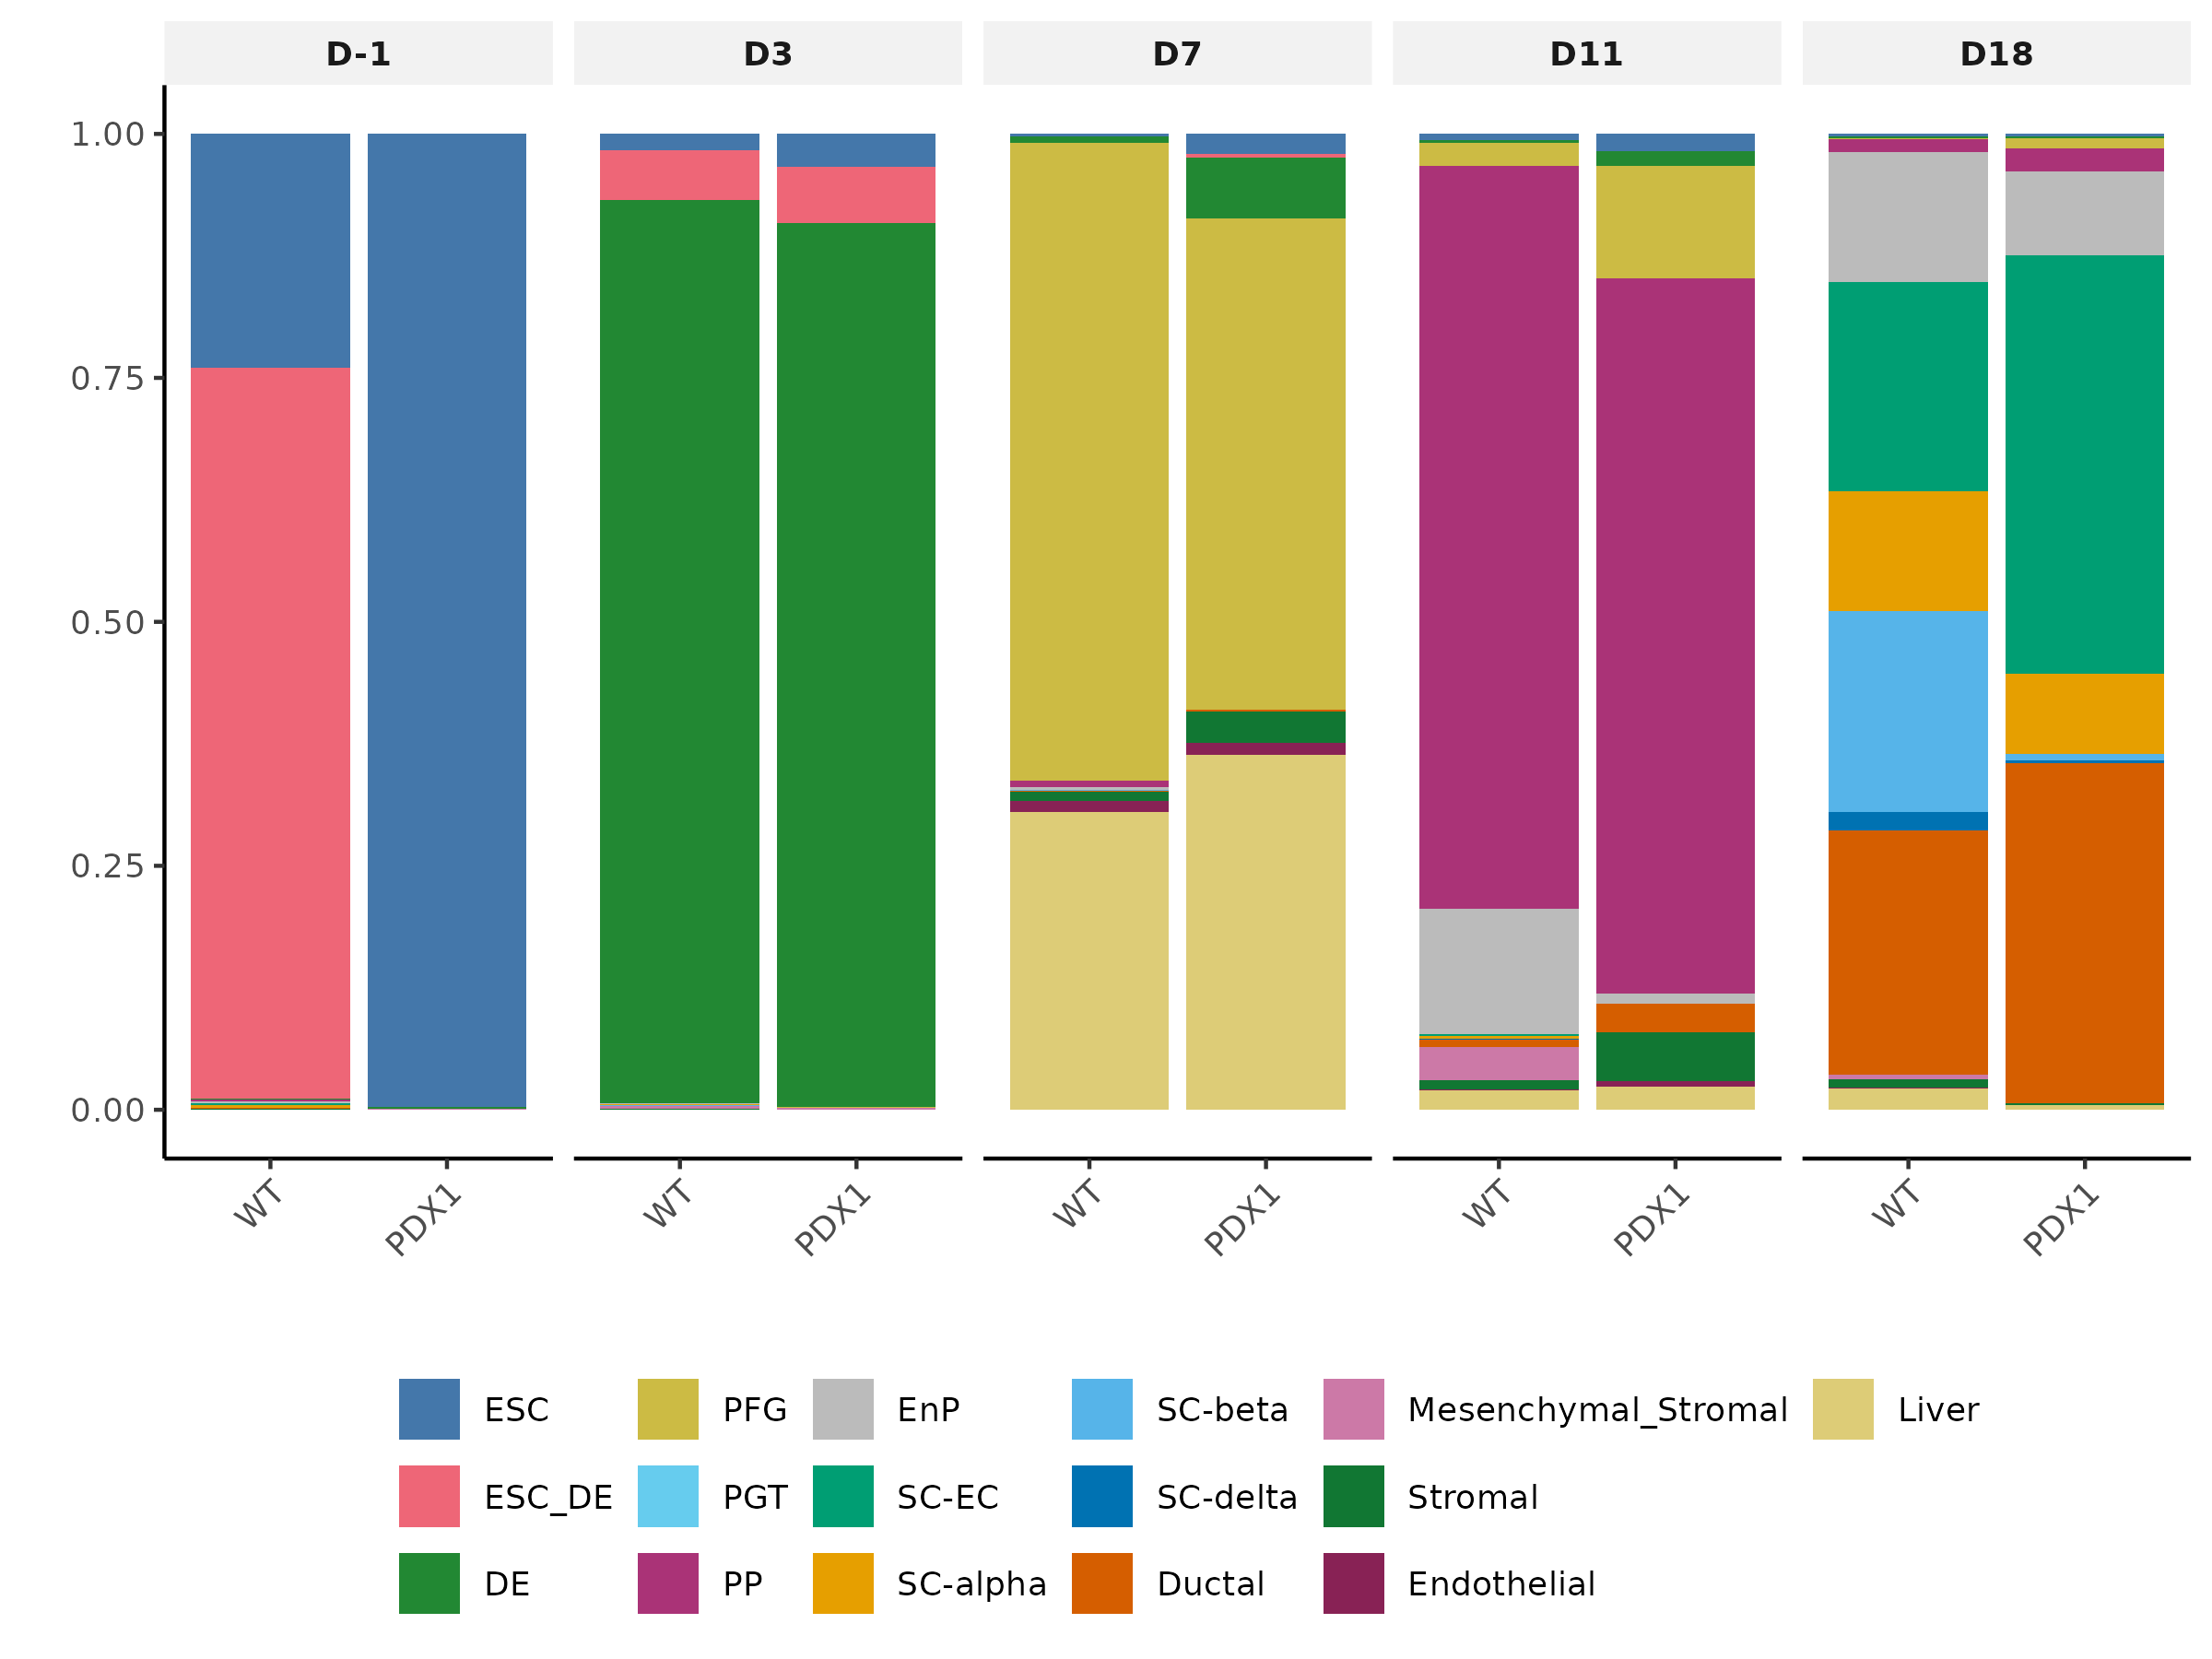 D-1 D3 D7 D11 D18
1.00
0.75
0.50
0.25
0.00
WT PDX1 WT PDX1 WT PDX1 WT PDX1 WT PDX1
ESC PFG EnP SC-beta Mesenchymal_Stromal Liver
ESC_DE PGT SC-EC SC-delta Stromal
DE PP SC-alpha Ductal Endothelial